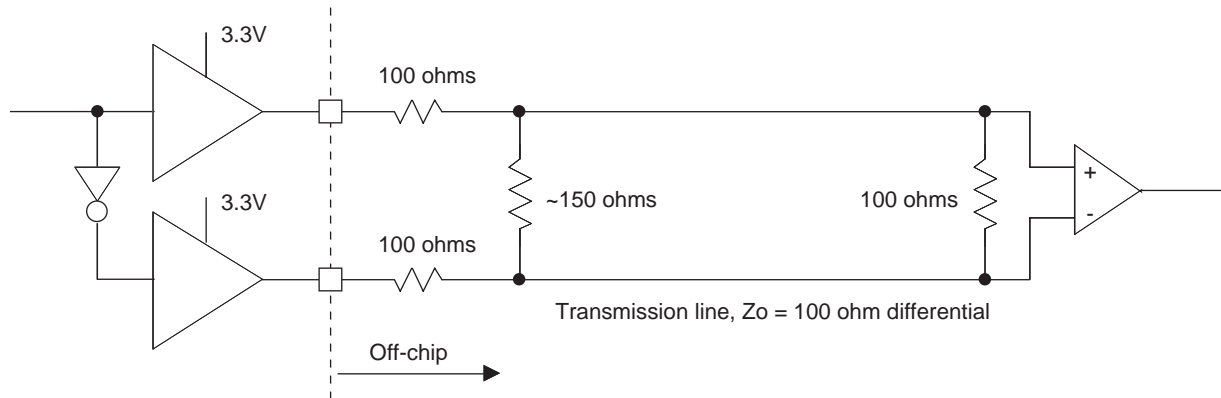 3.3V
100 ohms
+
~150 ohms
100 ohms
-
3.3V
100 ohms
Transmission line, Zo = 100 ohm differential
Off-chip